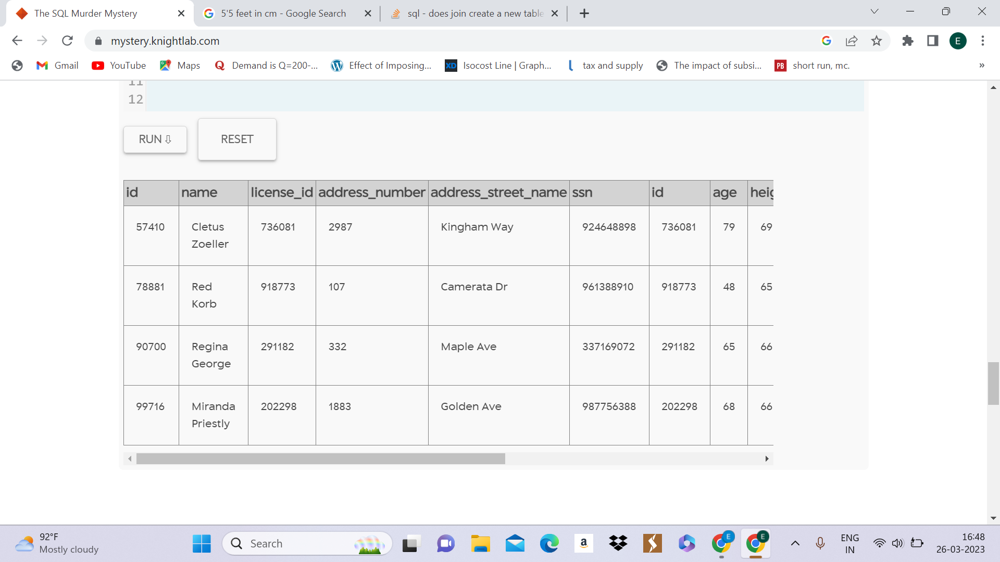 The SQL Murder Mystery
5'5 feet in cm - Google Search
sql - does join create a new table
mystery.knightlab.com
E
Gmail
YouTube
Maps
Demand is Q=200-...
Effect of Imposing...
XD
Isocost Line | Graph...
tax and supply
The impact of subsi...
PB
short run, mc.
»
11
12
RUN ⇩
RESET
id name license_id address_number address_street_name ssn id age heig
57410 Cletus Zoeller 736081 2987 Kingham Way 924648898 736081 79 69
78881 Red Korb 918773 107 Camerata Dr 961388910 918773 48 65
90700 Regina George 291182 332 Maple Ave 337169072 291182 65 66
99716 Miranda Priestly 202298 1883 Golden Ave 987756388 202298 68 66
92°F
Mostly cloudy
Search
a
E
E
ENG
IN
16:48
26-03-2023